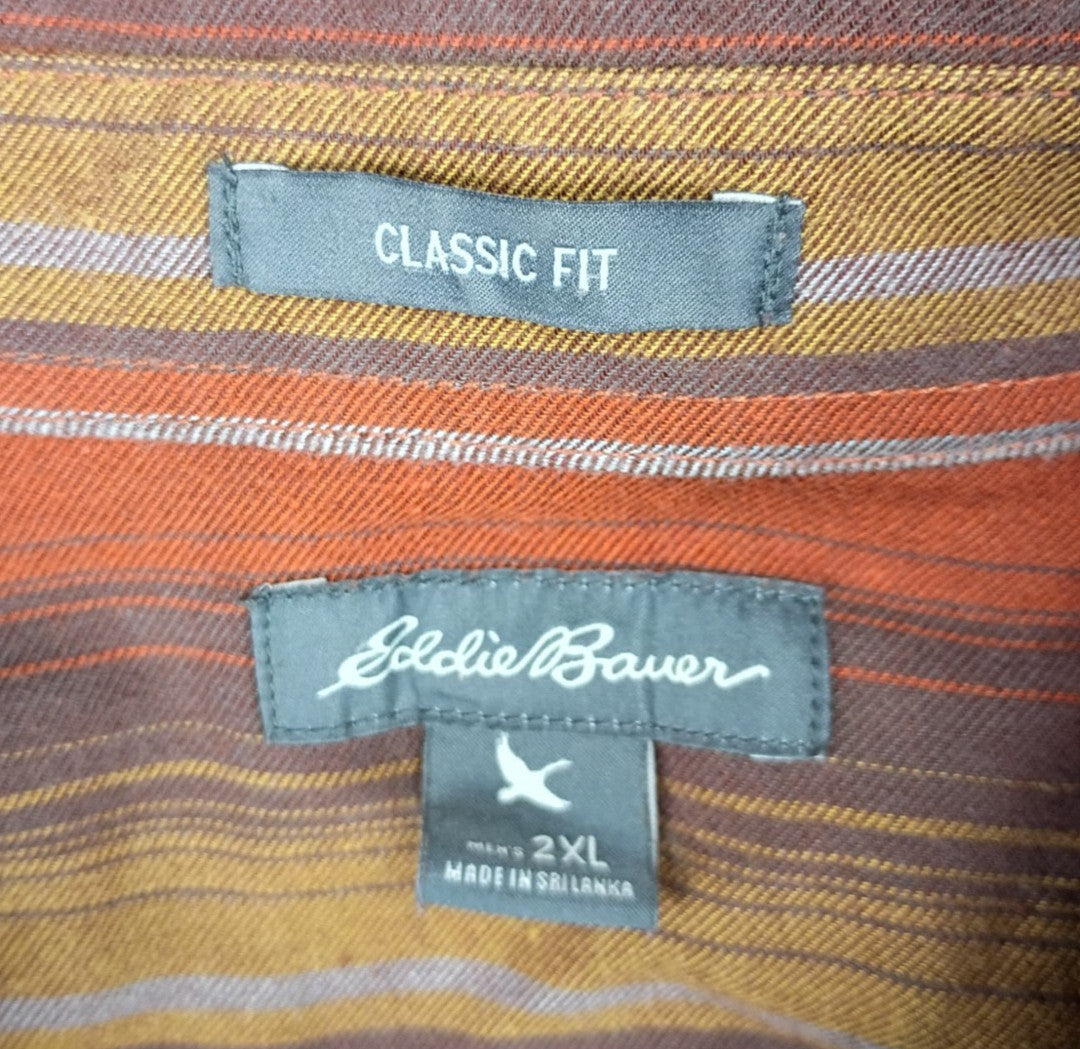 CLASSIC FIT
Eddie Bauer
MEN'S 2XL
MADE IN SRI LANKA